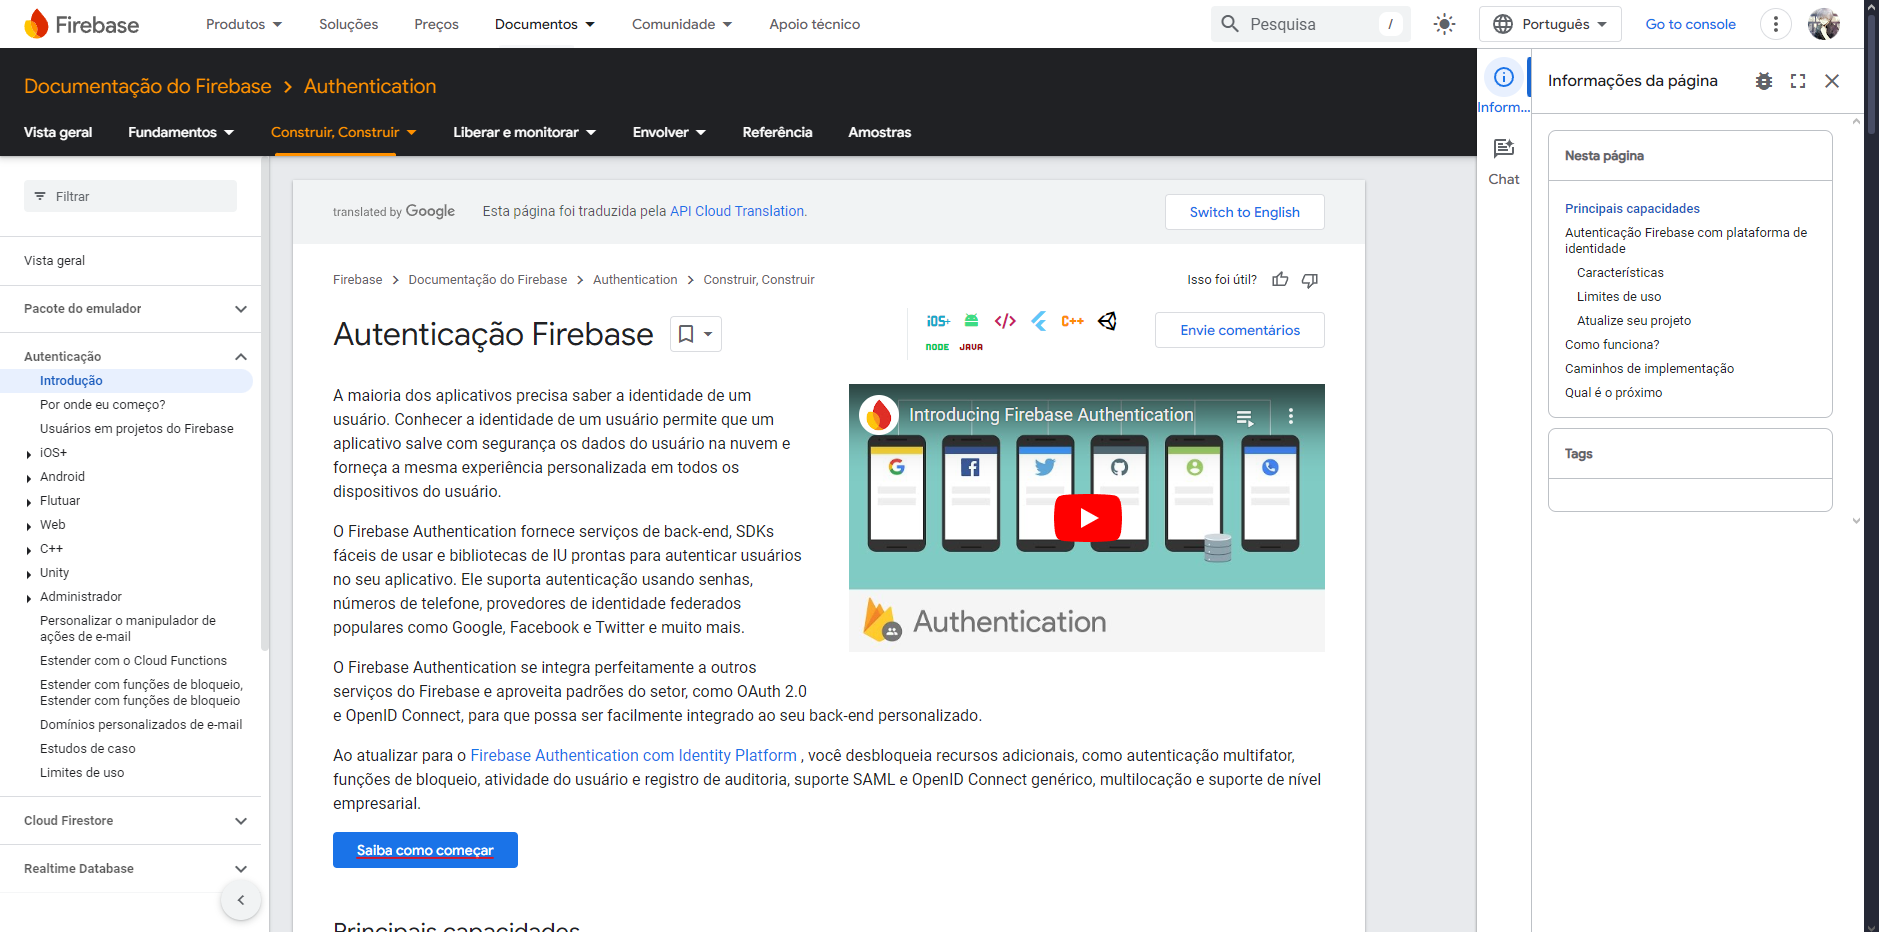 Firebase
Produtos
Soluções
Preços
Documentos
Comunidade
Apoio técnico
Pesquisa
/
Português
Go to console
Documentação do Firebase
Authentication
Vista geral
Fundamentos
Construir, Construir
Liberar e monitorar
Envolver
Referência
Amostras
Filtrar
Vista geral
Pacote do emulador
Autenticação
Introdução
Por onde eu começo?
Usuários em projetos do Firebase
iOS+
Android
Flutuar
Web
C++
Unity
Administrador
Personalizar o manipulador de
ações de e-mail
Estender com o Cloud Functions
Estender com funções de bloqueio,
Estender com funções de bloqueio
Domínios personalizados de e-mail
Estudos de caso
Limites de uso
Cloud Firestore
Realtime Database
translated by Google
Esta página foi traduzida pela API Cloud Translation.
Switch to English
Firebase
Documentação do Firebase
Authentication
Construir, Construir
Isso foi útil?
Autenticação Firebase
iOS+
C++
NODE
JAVA
Envie comentários
A maioria dos aplicativos precisa saber a identidade de um
usuário. Conhecer a identidade de um usuário permite que um
aplicativo salve com segurança os dados do usuário na nuvem e
forneça a mesma experiência personalizada em todos os
dispositivos do usuário.
Introducing Firebase Authentication
Authentication
O Firebase Authentication fornece serviços de back-end, SDKs
fáceis de usar e bibliotecas de IU prontas para autenticar usuários
no seu aplicativo. Ele suporta autenticação usando senhas,
números de telefone, provedores de identidade federados
populares como Google, Facebook e Twitter e muito mais.
O Firebase Authentication se integra perfeitamente a outros
serviços do Firebase e aproveita padrões do setor, como OAuth 2.0
e OpenID Connect, para que possa ser facilmente integrado ao seu back-end personalizado.
Ao atualizar para o Firebase Authentication com Identity Platform , você desbloqueia recursos adicionais, como autenticação multifator,
funções de bloqueio, atividade do usuário e registro de auditoria, suporte SAML e OpenID Connect genérico, multilocação e suporte de nível
empresarial.
Saiba como começar
Principais capacidades
Inform...
Chat
Informações da página
Nesta página
Principais capacidades
Autenticação Firebase com plataforma de
identidade
Características
Limites de uso
Atualize seu projeto
Como funciona?
Caminhos de implementação
Qual é o próximo
Tags